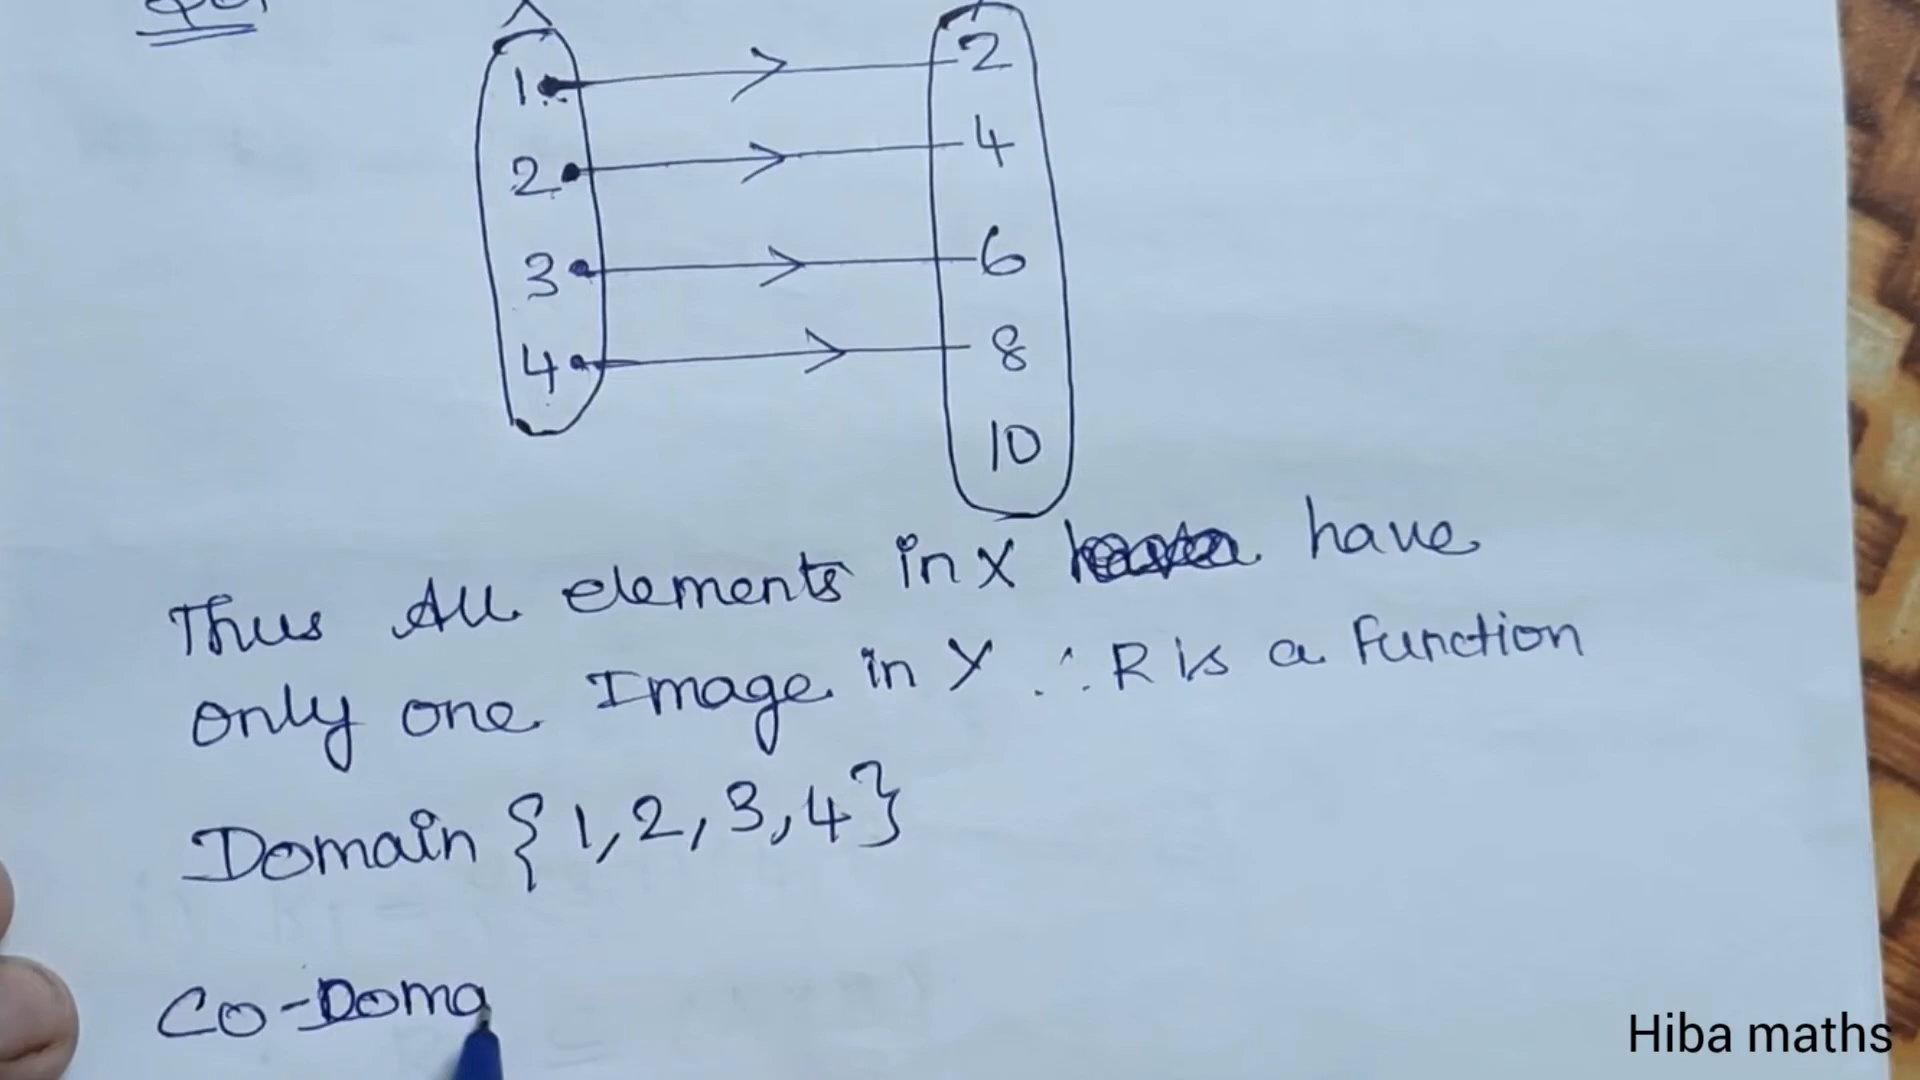 1 2
2 4
3 6
4 8
10
Thus All elements in X have
only one Image in Y ∴ R is a Function
Domain {1,2,3,4}
Co-Doma
Hiba maths